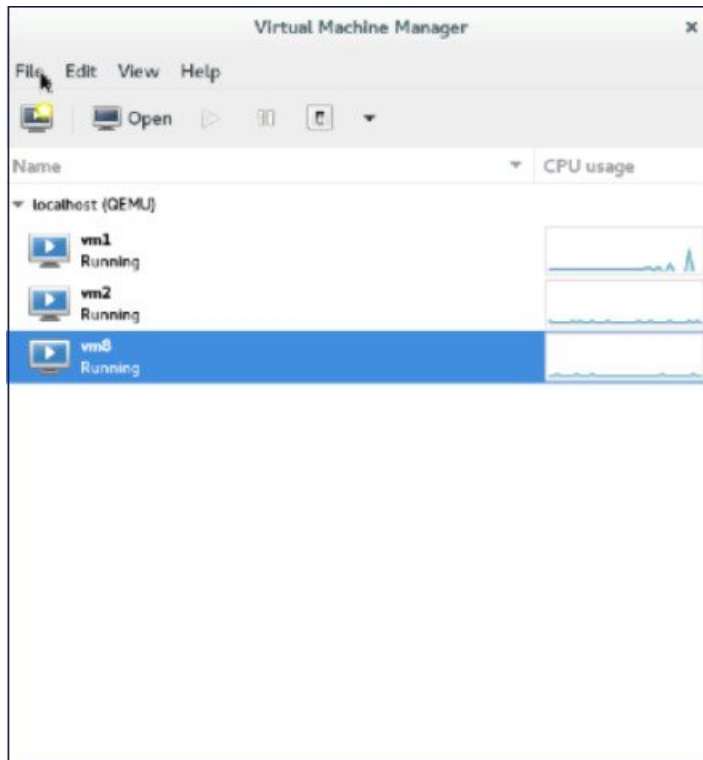 Virtual Machine Manager
File Edit View Help
Open
Name CPU usage
localhost (QEMU)
vm1
Running
vm2
Running
vm8
Running